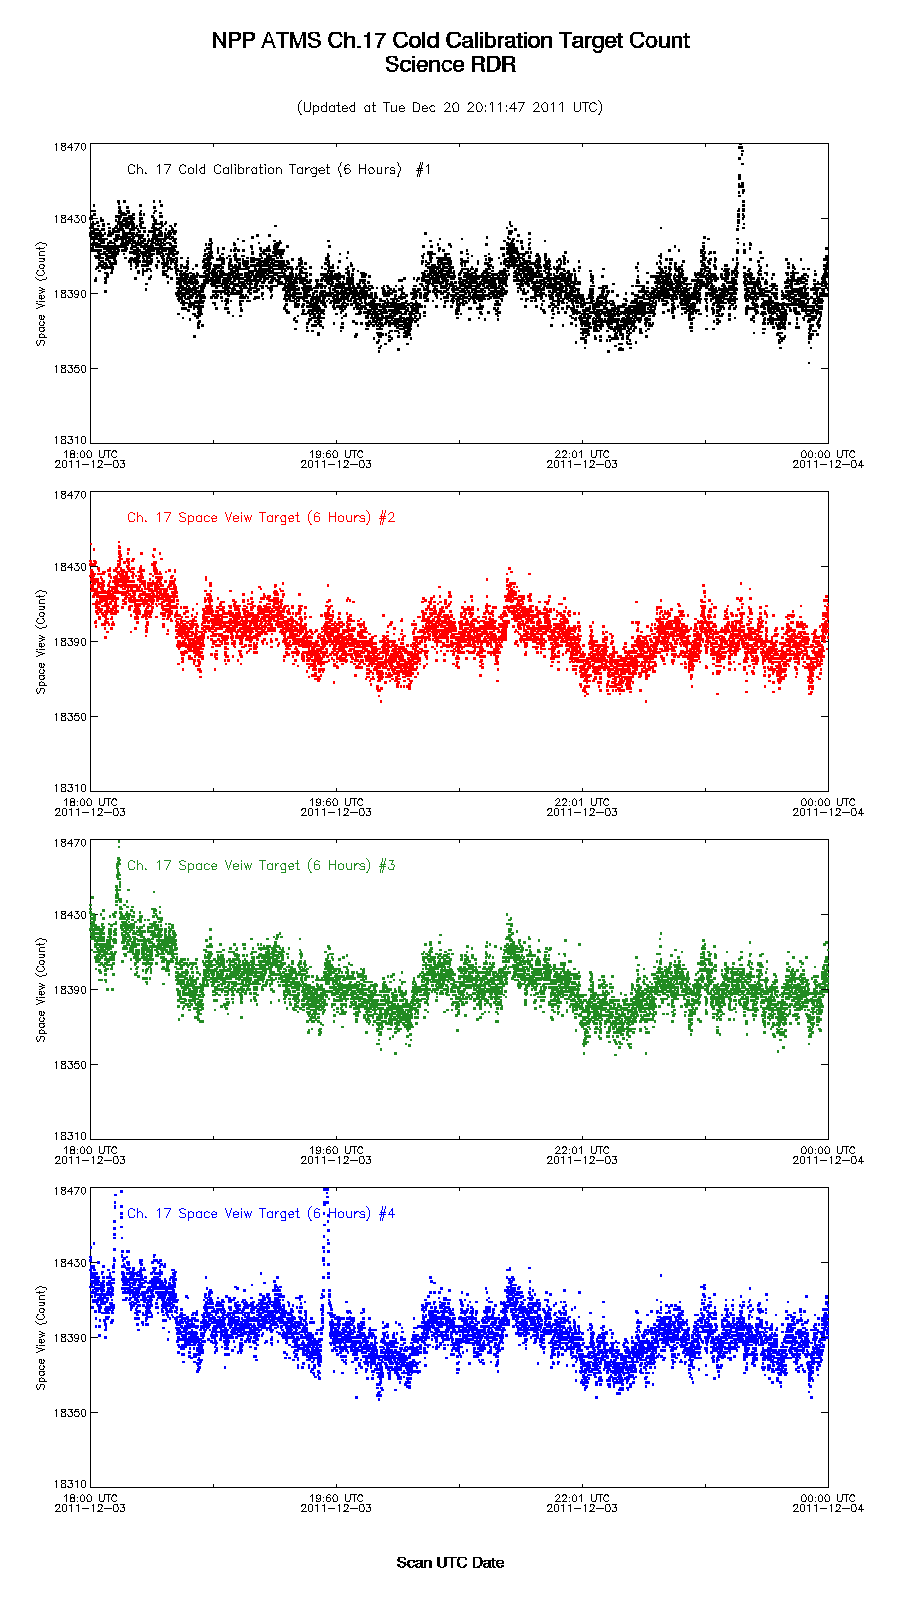 NPP ATMS Ch.17 Cold Calibration Target Count
Science RDR
(Updated at Tue Dec 20 20:11:47 2011 UTC)
Ch. 17 Cold Calibration Target (6 Hours) #1
Space View (Count)
18470
18430
18390
18350
18310
18:00 UTC 19:60 UTC 22:01 UTC 00:00 UTC
2011-12-03 2011-12-03 2011-12-03 2011-12-04
Ch. 17 Space Veiw Target (6 Hours) #2
Space View (Count)
18470
18430
18390
18350
18310
18:00 UTC 19:60 UTC 22:01 UTC 00:00 UTC
2011-12-03 2011-12-03 2011-12-03 2011-12-04
Ch. 17 Space Veiw Target (6 Hours) #3
Space View (Count)
18470
18430
18390
18350
18310
18:00 UTC 19:60 UTC 22:01 UTC 00:00 UTC
2011-12-03 2011-12-03 2011-12-03 2011-12-04
Ch. 17 Space Veiw Target (6 Hours) #4
Space View (Count)
18470
18430
18390
18350
18310
18:00 UTC 19:60 UTC 22:01 UTC 00:00 UTC
2011-12-03 2011-12-03 2011-12-03 2011-12-04
Scan UTC Date